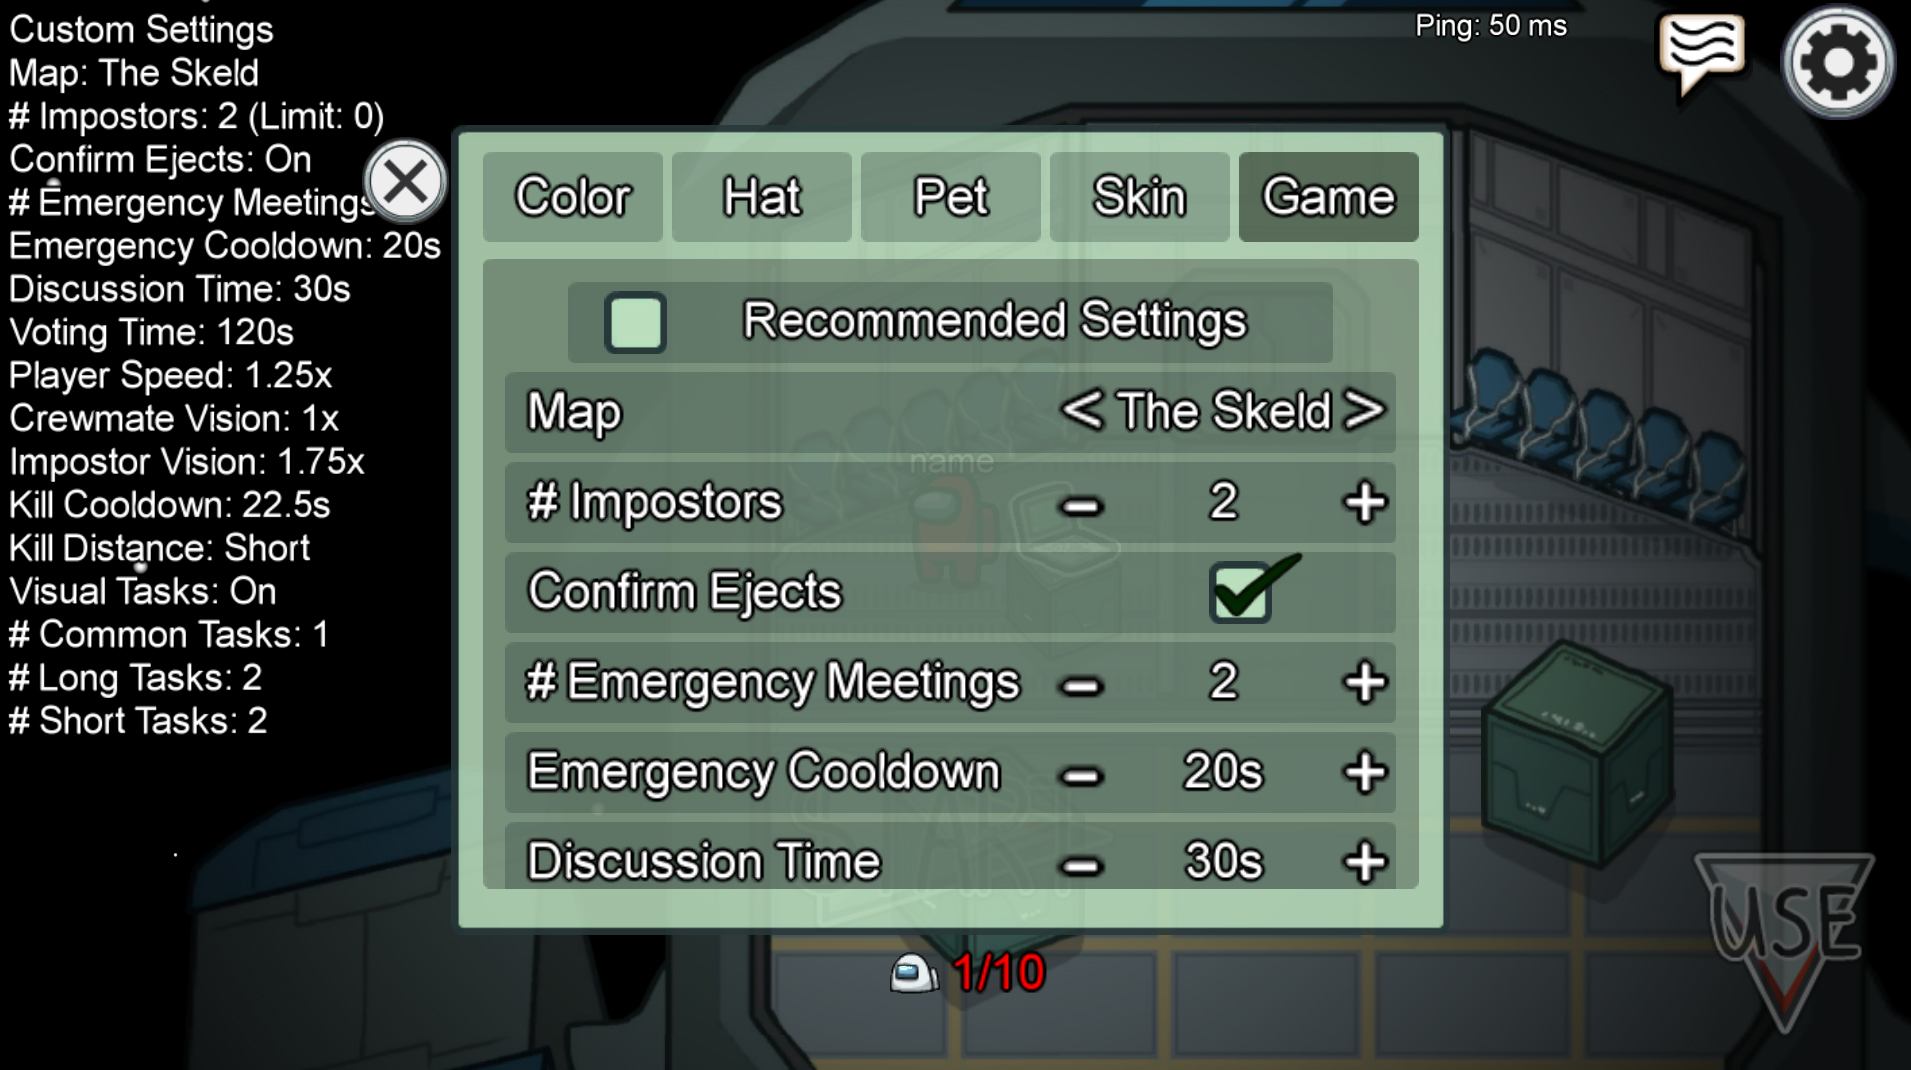 Custom Settings
Map: The Skeld
# Impostors: 2 (Limit: 0)
Confirm Ejects: On
# Emergency Meetings
Emergency Cooldown: 20s
Discussion Time: 30s
Voting Time: 120s
Player Speed: 1.25x
Crewmate Vision: 1x
Impostor Vision: 1.75x
Kill Cooldown: 22.5s
Kill Distance: Short
Visual Tasks: On
# Common Tasks: 1
# Long Tasks: 2
# Short Tasks: 2
Ping: 50 ms
Color Hat Pet Skin Game
Recommended Settings
Map < The Skeld >
name
# Impostors - 2 +
Confirm Ejects
# Emergency Meetings - 2 +
Emergency Cooldown - 20s +
Discussion Time - 30s +
START
1/10
USE